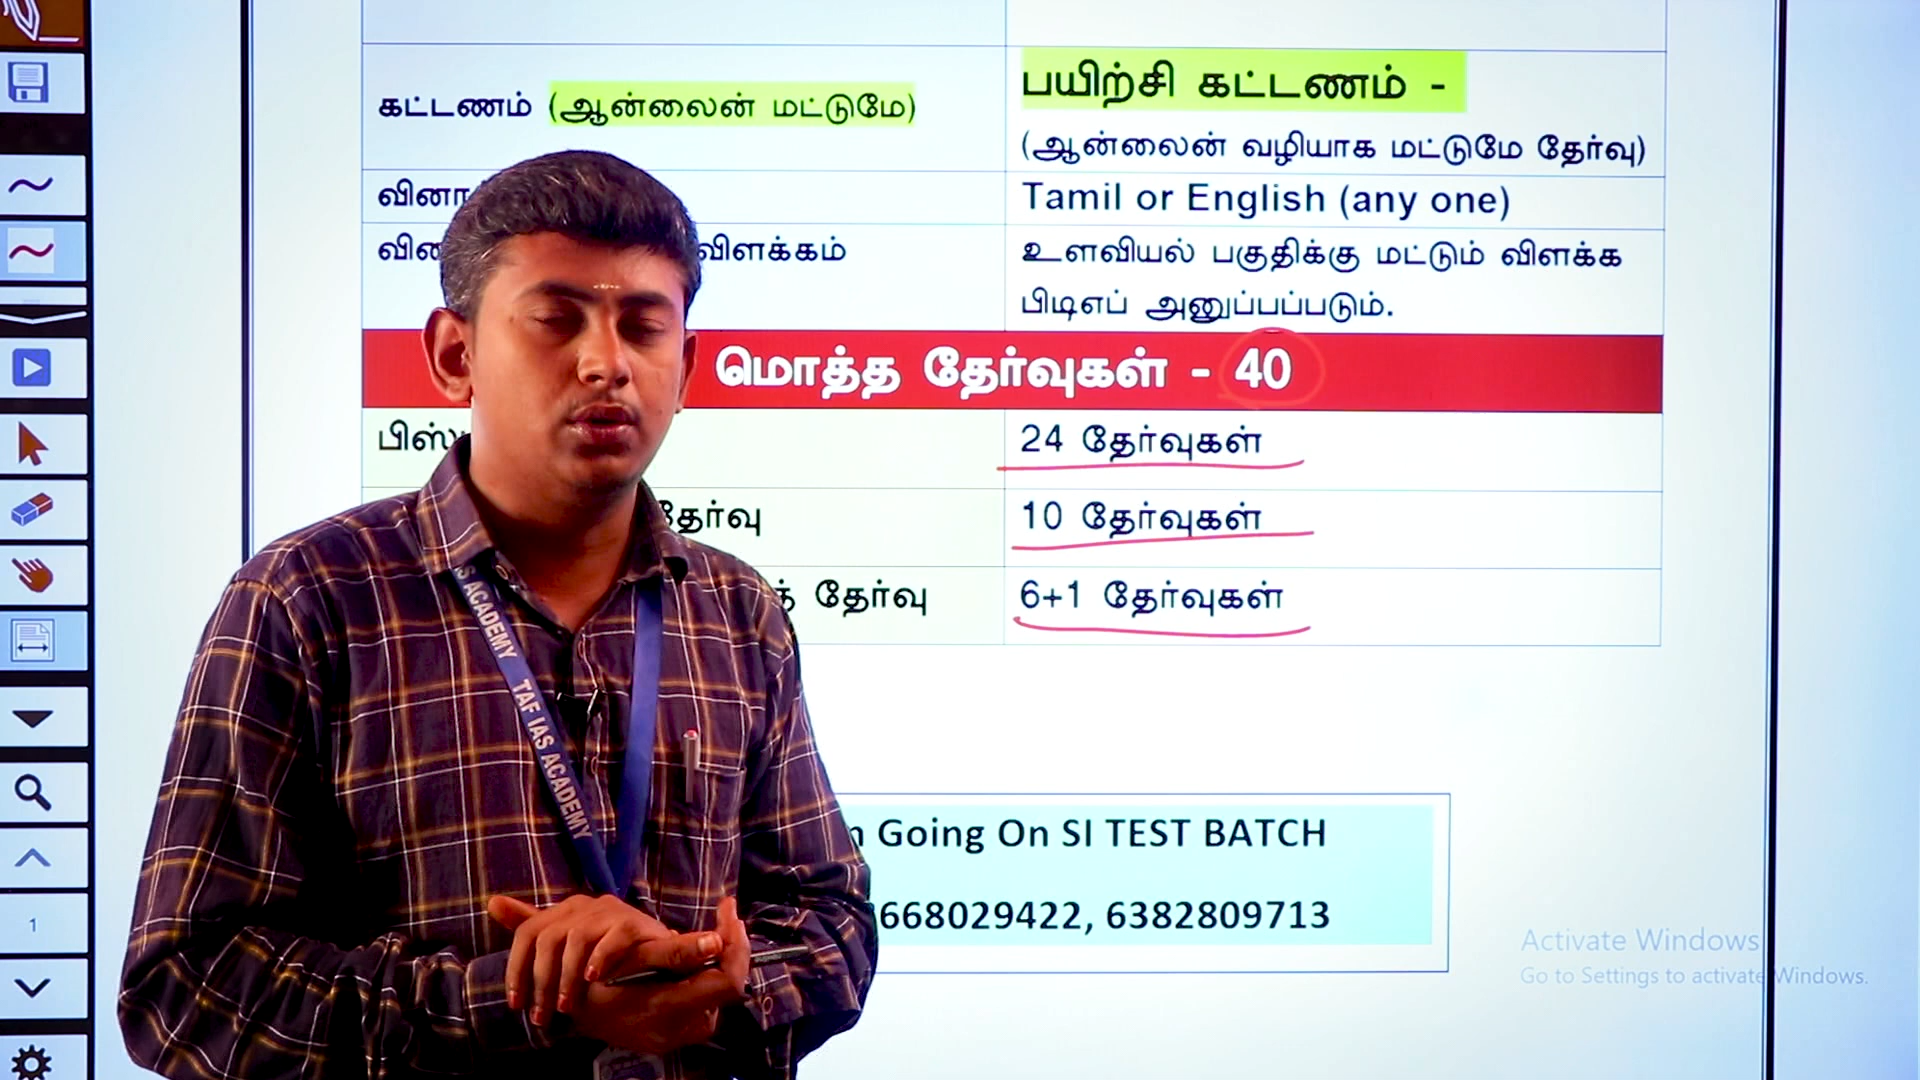 கட்டணம் (ஆன்லைன் மட்டுமே)
பயிற்சி கட்டணம் -
(ஆன்லைன் வழியாக மட்டுமே தேர்வு)
Tamil or English (any one)
விளக்கம்
உளவியல் பகுதிக்கு மட்டும் விளக்க
பிடிஎப் அனுப்பப்படும்.
மொத்த தேர்வுகள் - 40
24 தேர்வுகள்
தேர்வு
10 தேர்வுகள்
தேர்வு
6+1 தேர்வுகள்
ACADEMY
TAF IAS ACADEMY
Going On SI TEST BATCH
668029422, 6382809713
1
Activate Windows
Go to Settings to activate Windows.